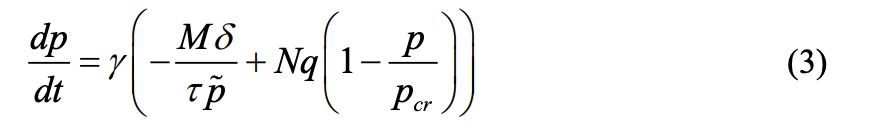 dp/dt = γ(−Mδ/(τp̃) + Nq(1 − p/p_cr)) (3)